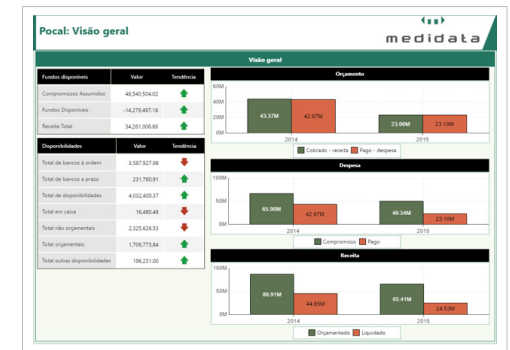 Pocal: Visão geral
medidata
Visão geral
Fundos disponíveis Valor Tendência
Compromissos Assumidos 48,540,504.02
Fundos Disponíveis -14,279,497.16
Receita Total 34,261,006.86
Disponibilidades Valor Tendência
Total de bancos à ordem 3,587,927.98
Total de bancos a prazo 231,760.91
Total de disponibilidades 4,032,400.37
Total em caixa 16,480.48
Total não orçamentais 2,325,626.53
Total orçamentais 1,706,773.84
Total outras disponibilidades 196,231.00
Orçamento
60M
40M
20M
0M
43.37M 42.97M 23.06M 23.10M
2014 2015
Cobrado - receita Pago - despesa
Despesa
100M
50M
0M
65.90M 42.97M 49.34M 23.10M
2014 2015
Compromisso Pago
Receita
100M
50M
0M
86.91M 44.65M 65.41M 24.53M
2014 2015
Orçamentado Liquidado